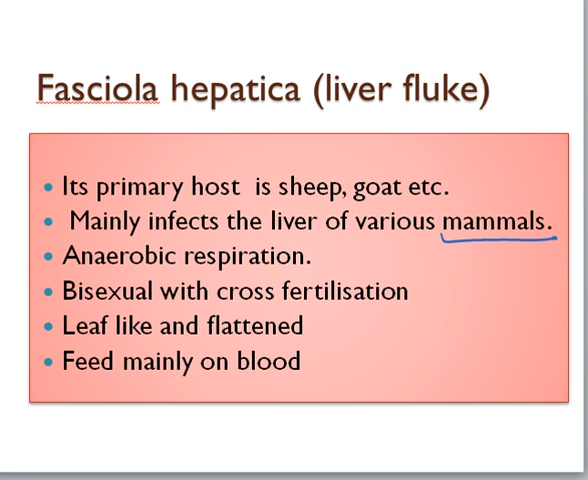 Fasciola hepatica (liver fluke)
• Its primary host is sheep, goat etc.
• Mainly infects the liver of various mammals.
• Anaerobic respiration.
• Bisexual with cross fertilisation
• Leaf like and flattened
• Feed mainly on blood